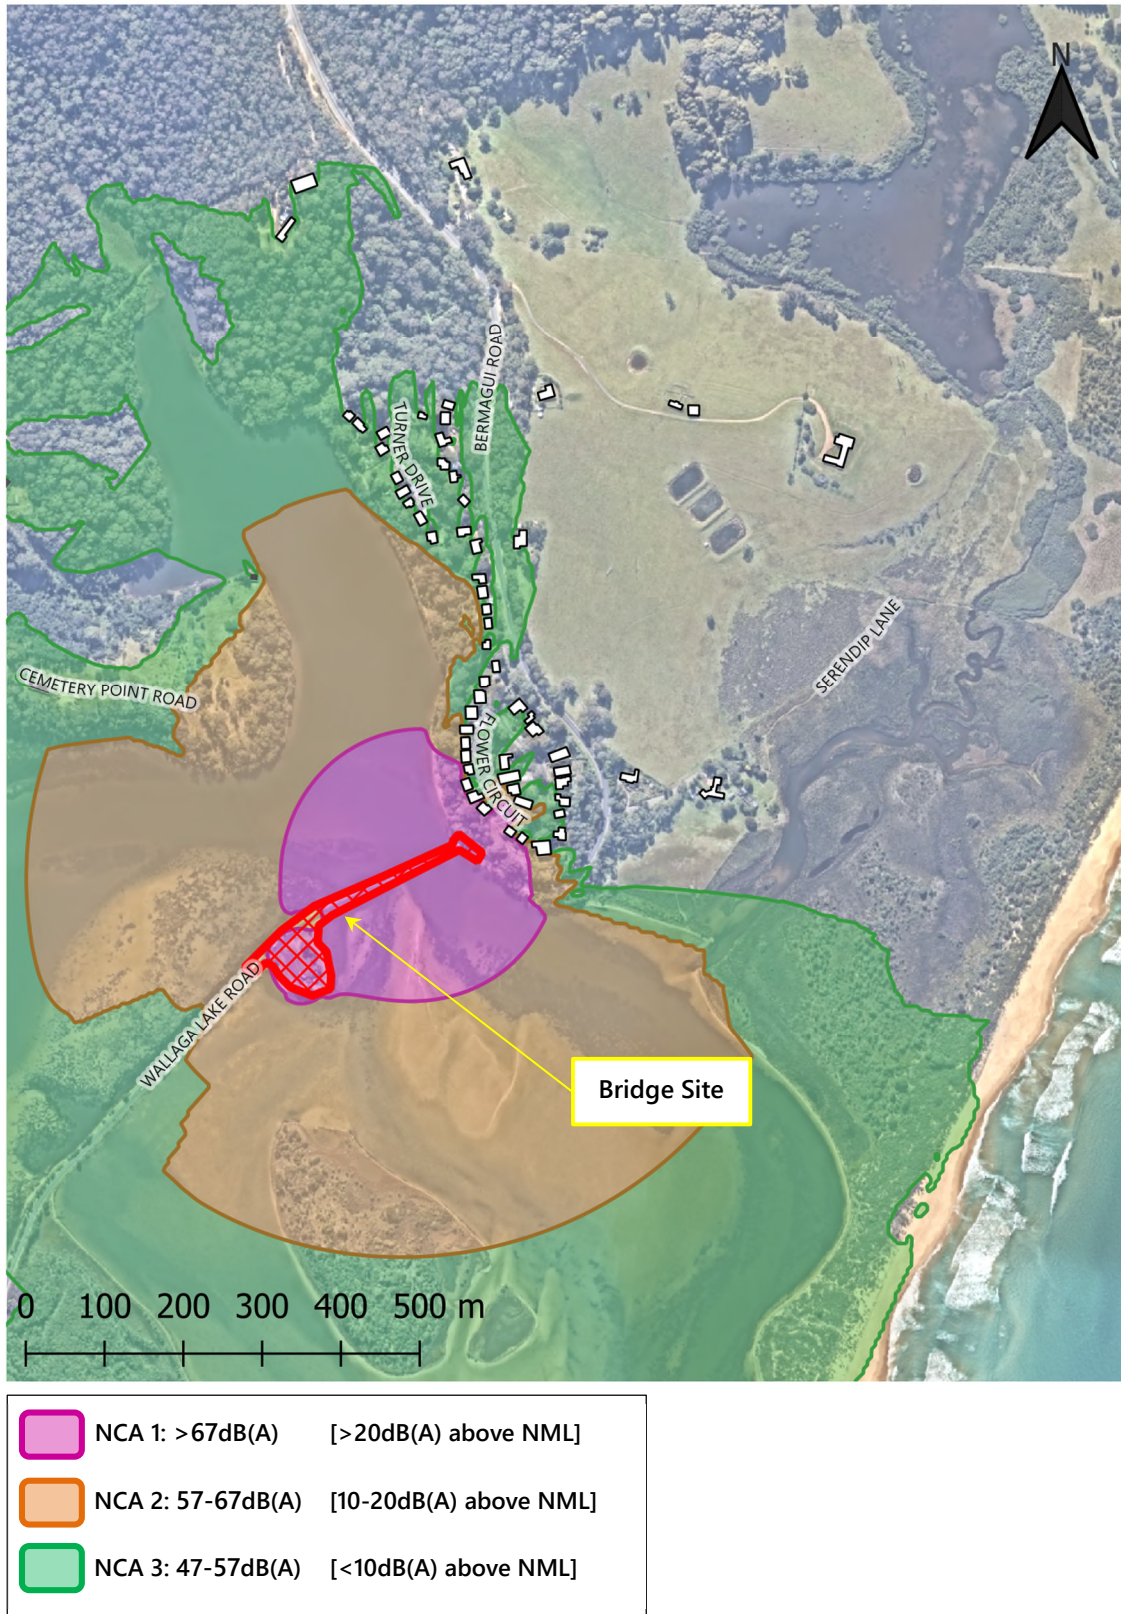 N
BERMAGUI ROAD
TURNER DRIVE
SERENDIP LANE
CEMETERY POINT ROAD
FLOWER CIRCUIT
WALLAGA LAKE ROAD
Bridge Site
0 100 200 300 400 500 m
NCA 1: >67dB(A) [>20dB(A) above NML]
NCA 2: 57-67dB(A) [10-20dB(A) above NML]
NCA 3: 47-57dB(A) [<10dB(A) above NML]